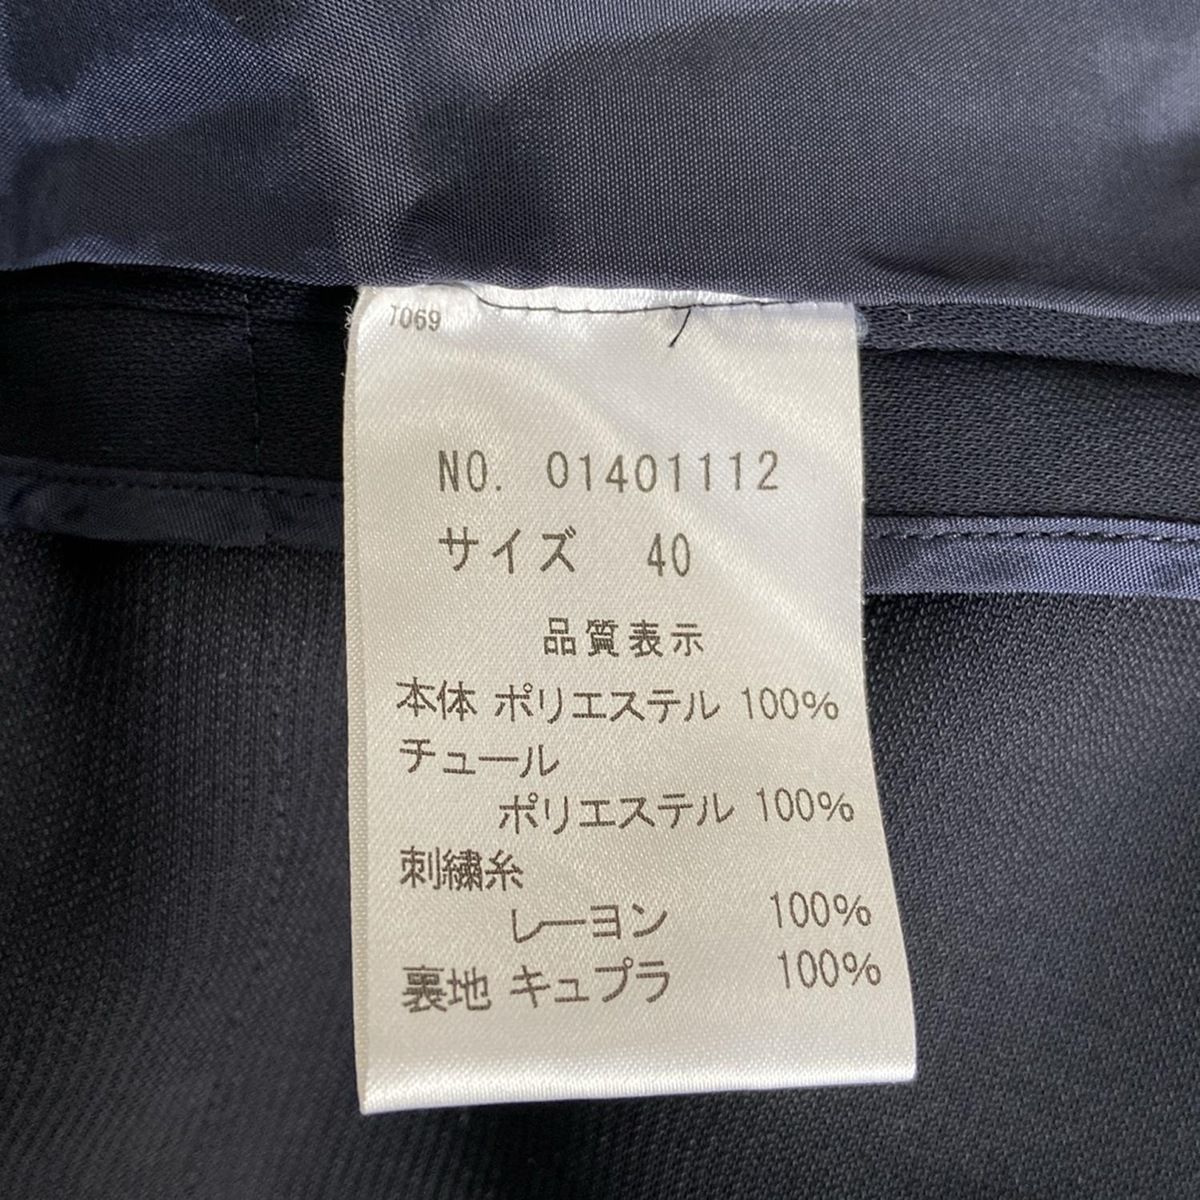 T069
NO. 01401112
サイズ 40
品質表示
本体 ポリエステル 100%
チュール
ポリエステル 100%
刺繍糸
レーヨン 100%
裏地 キュプラ 100%